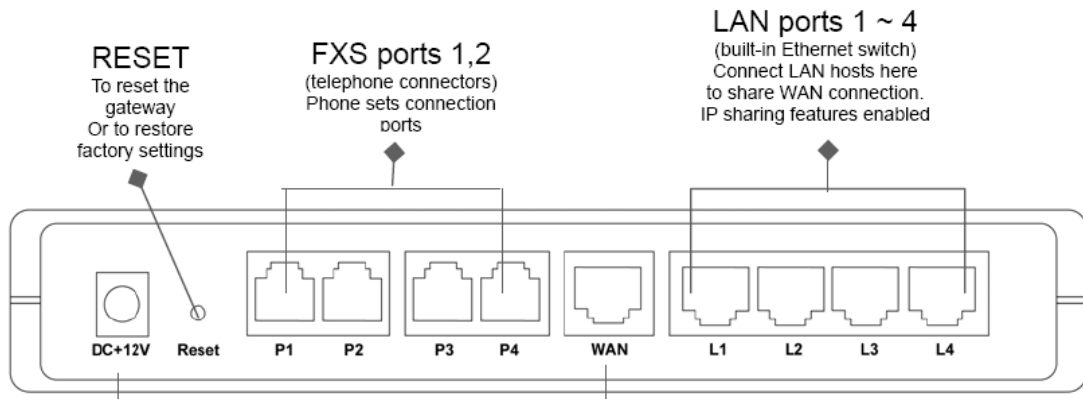 RESET
To reset the
gateway
Or to restore
factory settings
FXS ports 1,2
(telephone connectors)
Phone sets connection
ports
LAN ports 1 ~ 4
(built-in Ethernet switch)
Connect LAN hosts here
to share WAN connection.
IP sharing features enabled
DC+12V Reset P1 P2 P3 P4 WAN L1 L2 L3 L4